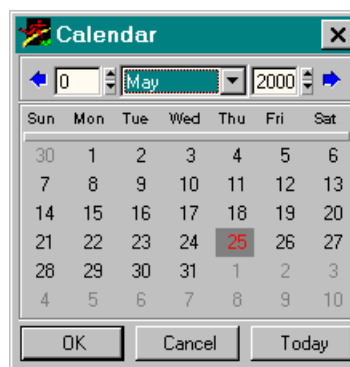 Calendar
0 May 2000
Sun Mon Tue Wed Thu Fri Sat
30 1 2 3 4 5 6
7 8 9 10 11 12 13
14 15 16 17 18 19 20
21 22 23 24 25 26 27
28 29 30 31 1 2 3
4 5 6 7 8 9 10
OK Cancel Today